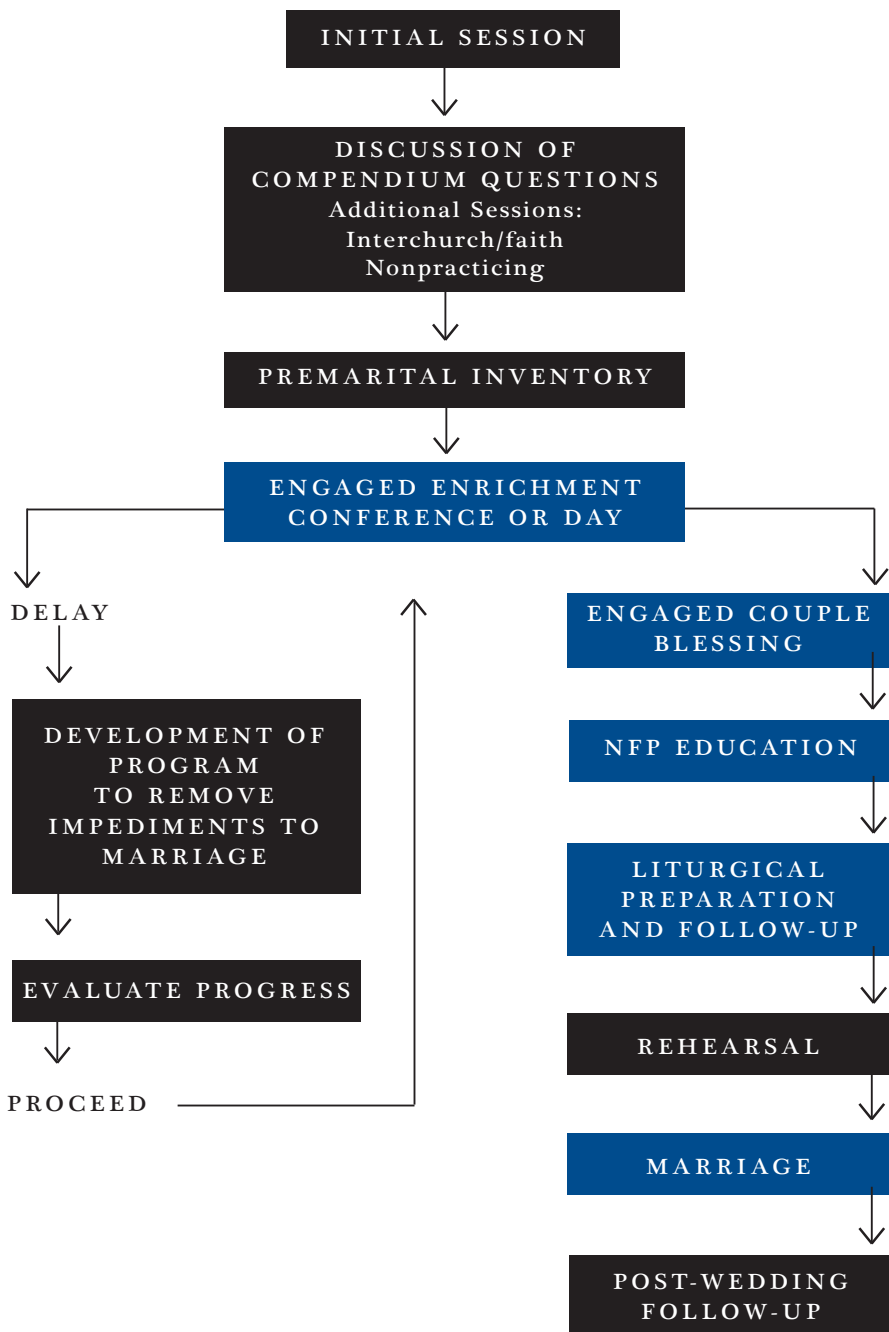 INITIAL SESSION
DISCUSSION OF
COMPENDIUM QUESTIONS
Additional Sessions:
Interchurch/faith
Nonpracticing
PREMARITAL INVENTORY
ENGAGED ENRICHMENT
CONFERENCE OR DAY
DELAY
DEVELOPMENT OF
PROGRAM
TO REMOVE
IMPEDIMENTS TO
MARRIAGE
EVALUATE PROGRESS
PROCEED
ENGAGED COUPLE
BLESSING
NFP EDUCATION
LITURGICAL
PREPARATION
AND FOLLOW-UP
REHEARSAL
MARRIAGE
POST-WEDDING
FOLLOW-UP